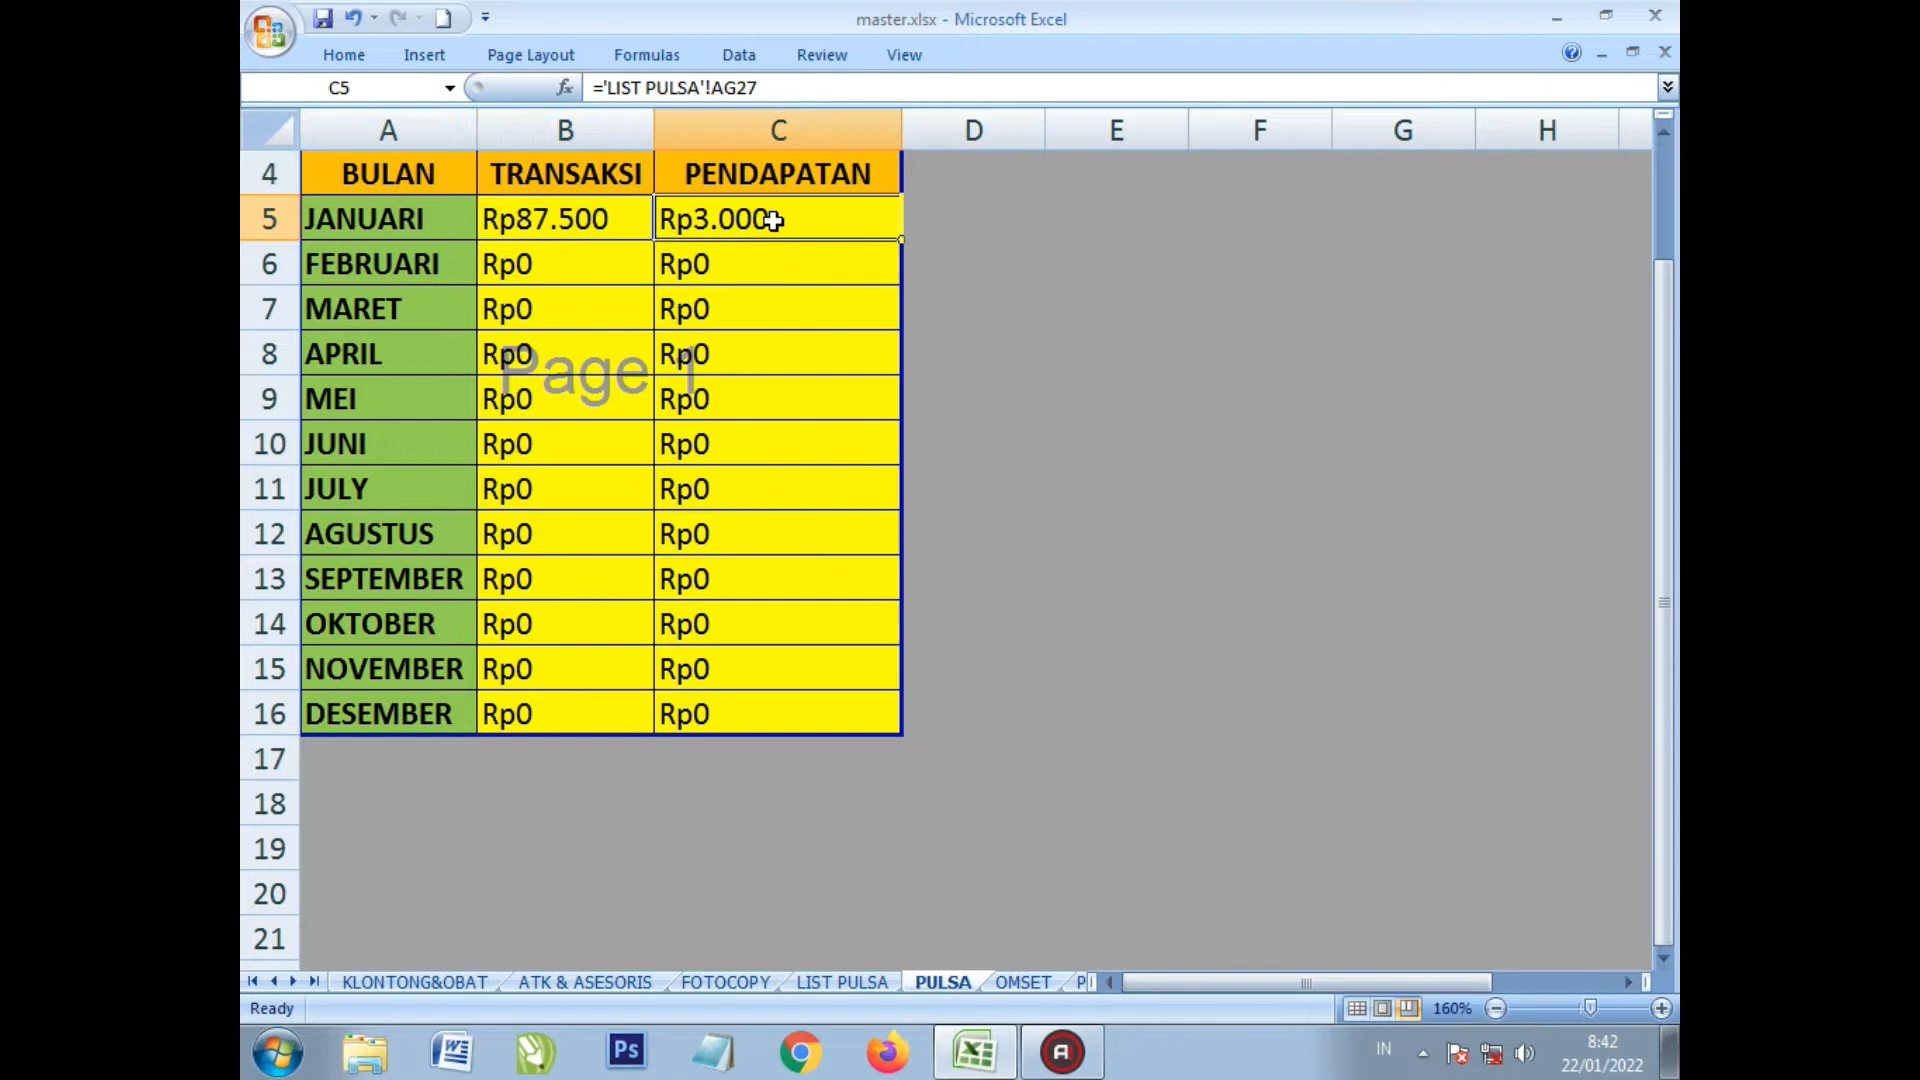 master.xlsx - Microsoft Excel
Home Insert Page Layout Formulas Data Review View
C5 fx ='LIST PULSA'!AG27
A B C D E F G H
4 BULAN TRANSAKSI PENDAPATAN
5 JANUARI Rp87.500 Rp3.000
6 FEBRUARI Rp0 Rp0
7 MARET Rp0 Rp0
8 APRIL Rp0 Rp0
Page 1
9 MEI Rp0 Rp0
10 JUNI Rp0 Rp0
11 JULY Rp0 Rp0
12 AGUSTUS Rp0 Rp0
13 SEPTEMBER Rp0 Rp0
14 OKTOBER Rp0 Rp0
15 NOVEMBER Rp0 Rp0
16 DESEMBER Rp0 Rp0
17
18
19
20
21
KLONTONG&OBAT ATK & ASESORIS FOTOCOPY LIST PULSA PULSA OMSET P
Ready 160%
Ps IN 8:42
22/01/2022